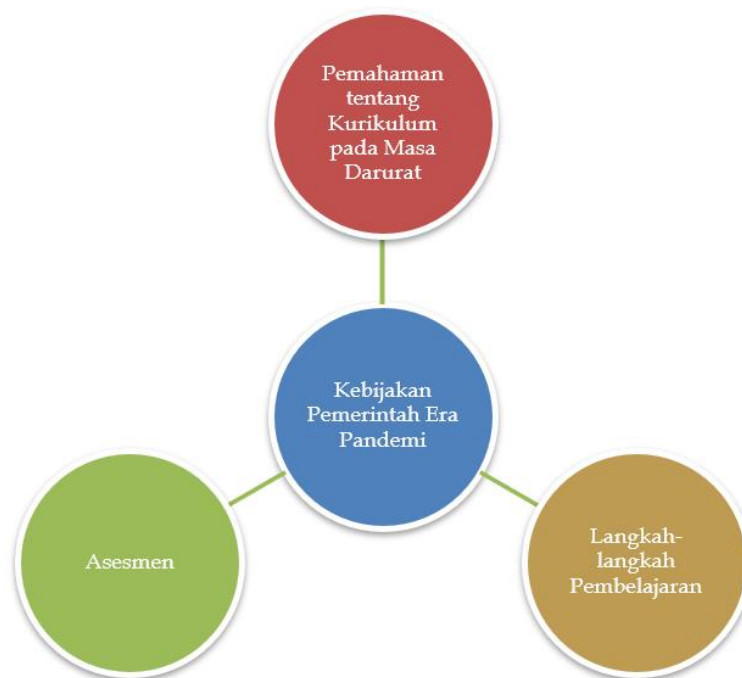 Pemahaman
tentang
Kurikulum
pada Masa
Darurat
Kebijakan
Pemerintah Era
Pandemi
Asesmen
Langkah-
langkah
Pembelajaran